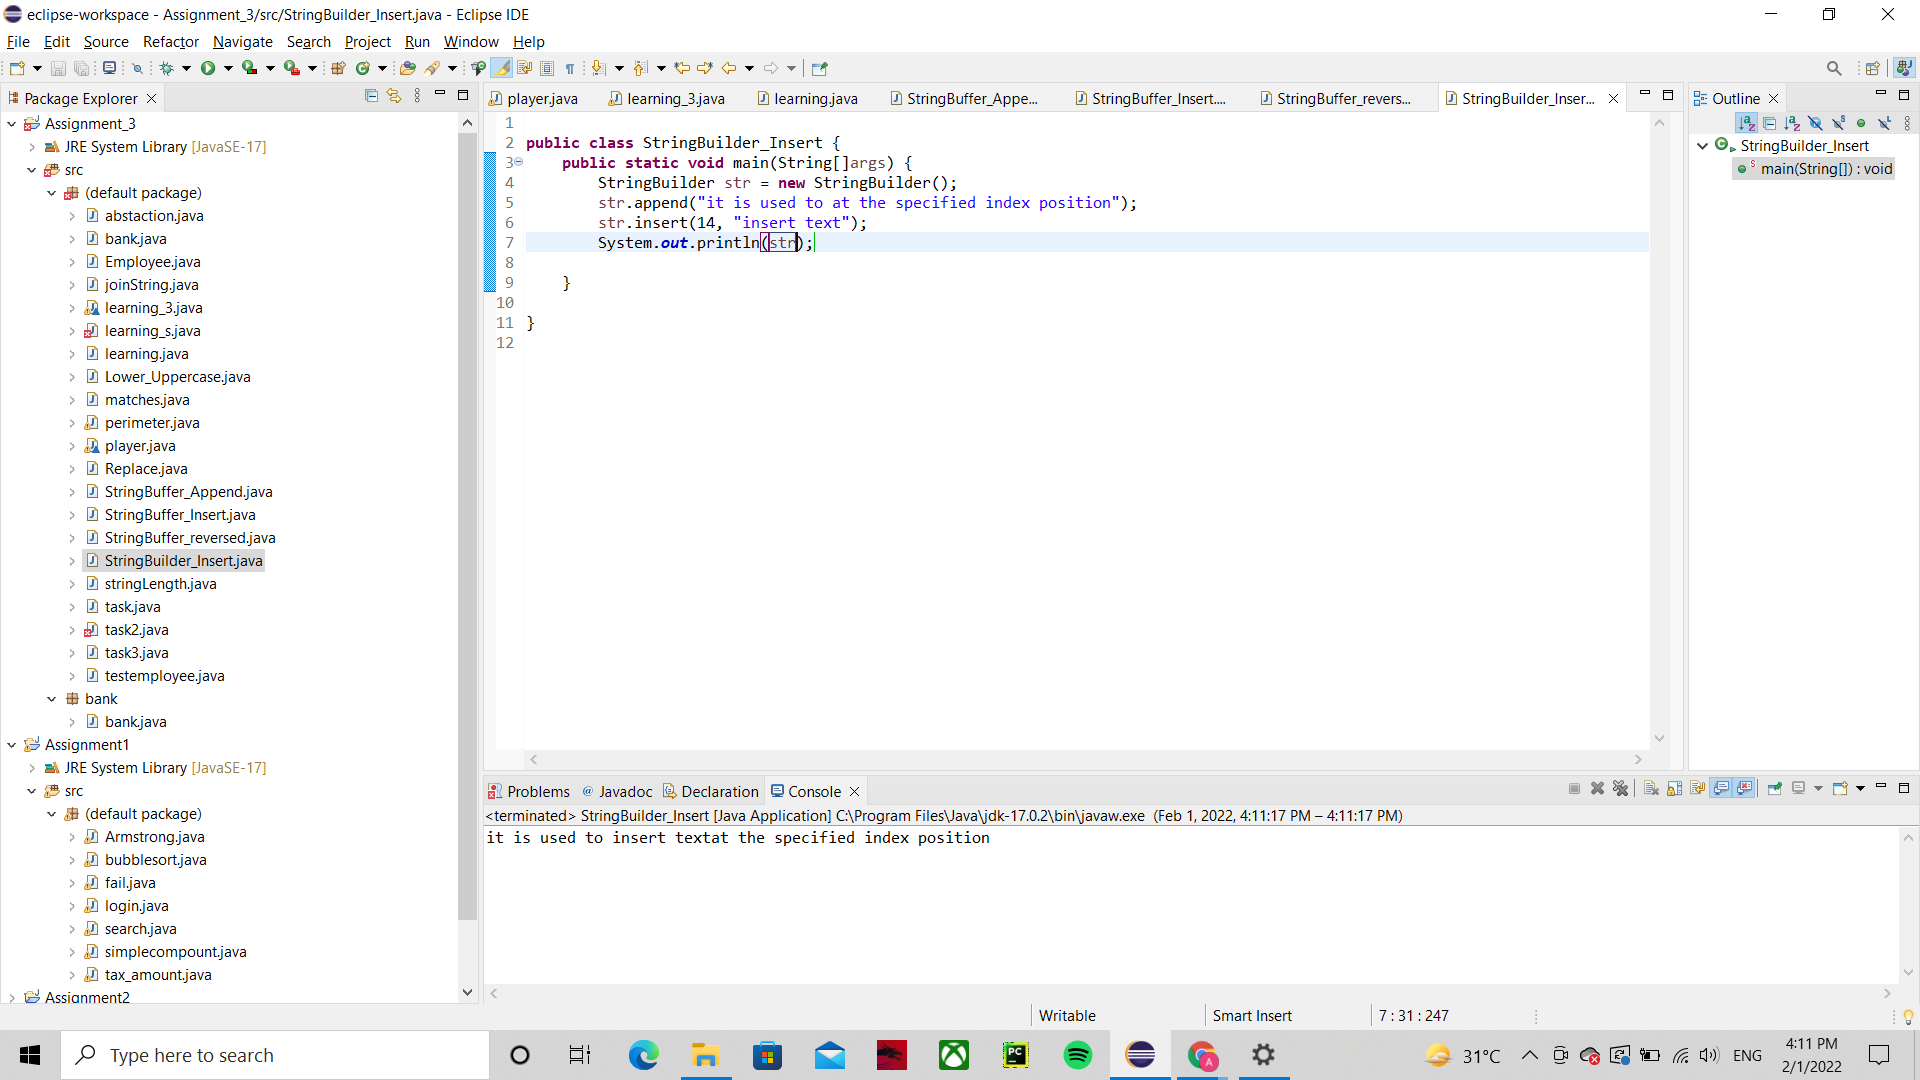 eclipse-workspace - Assignment_3/src/StringBuilder_Insert.java - Eclipse IDE
File Edit Source Refactor Navigate Search Project Run Window Help
Package Explorer
Assignment_3
JRE System Library [JavaSE-17]
src
(default package)
abstaction.java
bank.java
Employee.java
joinString.java
learning_3.java
learning_s.java
learning.java
Lower_Uppercase.java
matches.java
perimeter.java
player.java
Replace.java
StringBuffer_Append.java
StringBuffer_Insert.java
StringBuffer_reversed.java
StringBuilder_Insert.java
stringLength.java
task.java
task2.java
task3.java
testemployee.java
bank
bank.java
Assignment1
JRE System Library [JavaSE-17]
src
(default package)
Armstrong.java
bubblesort.java
fail.java
login.java
search.java
simplecompount.java
tax_amount.java
Assignment2
player.java learning_3.java learning.java StringBuffer_Appe... StringBuffer_Insert.... StringBuffer_revers... StringBuilder_Inser...
1
2 public class StringBuilder_Insert {
3 public static void main(String[]args) {
4 StringBuilder str = new StringBuilder();
5 str.append("it is used to at the specified index position");
6 str.insert(14, "insert text");
7 System.out.println(str);
8
9 }
10
11 }
12
Outline
StringBuilder_Insert
main(String[]) : void
Problems @ Javadoc Declaration Console
<terminated> StringBuilder_Insert [Java Application] C:\Program Files\Java\jdk-17.0.2\bin\javaw.exe (Feb 1, 2022, 4:11:17 PM – 4:11:17 PM)
it is used to insert textat the specified index position
Writable Smart Insert 7 : 31 : 247
Type here to search
PC
A
31°C
ENG
4:11 PM
2/1/2022